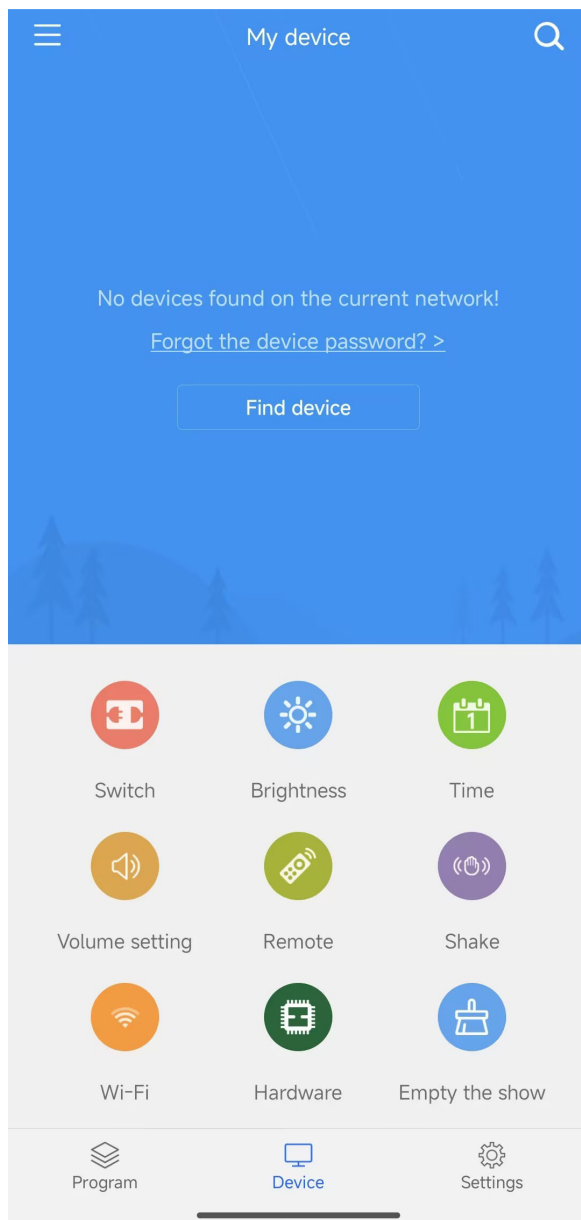 My device
No devices found on the current network!
Forgot the device password? >
Find device
1
Switch
Brightness
Time
Volume setting
Remote
Shake
Wi-Fi
Hardware
Empty the show
Program
Device
Settings